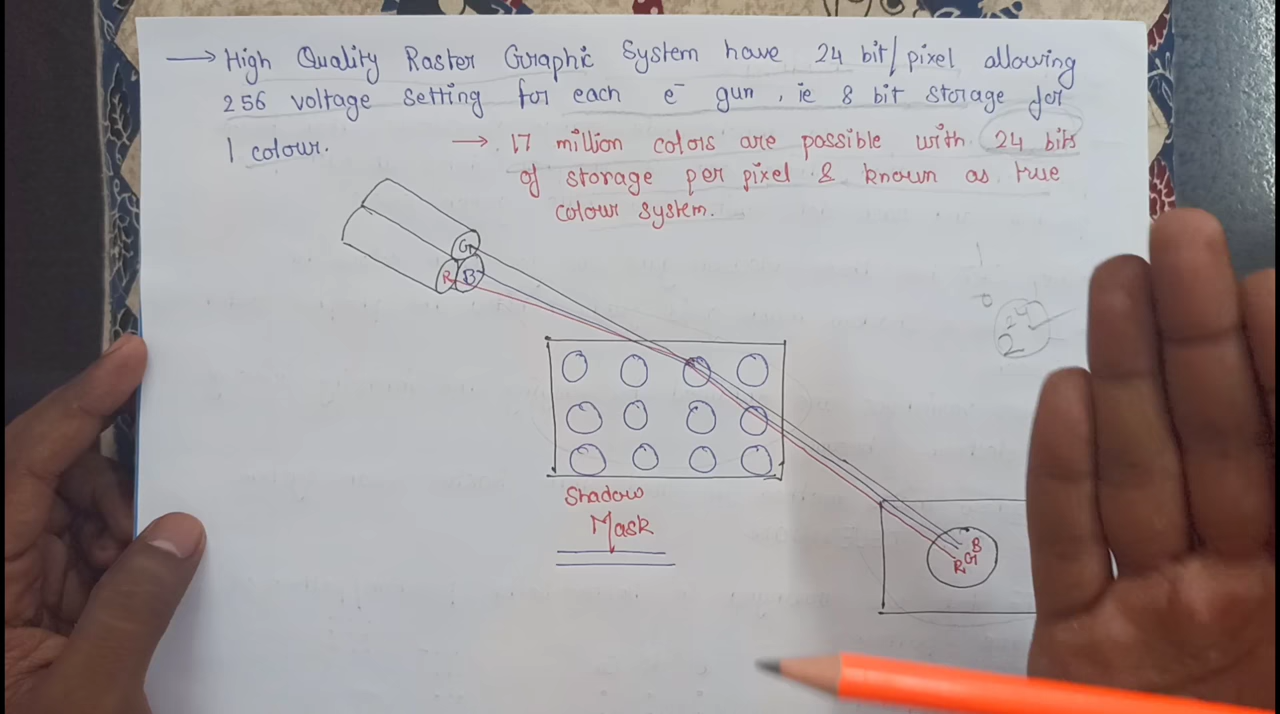 → High Quality Raster Graphic System have 24 bit/pixel allowing
256 voltage setting for each e⁻ gun, ie 8 bit storage for
1 colour. → 17 million colors are possible with 24 bits
of storage per pixel & known as true
colour system.
G
R B
2²⁴
Shadow
Mask
B
R G